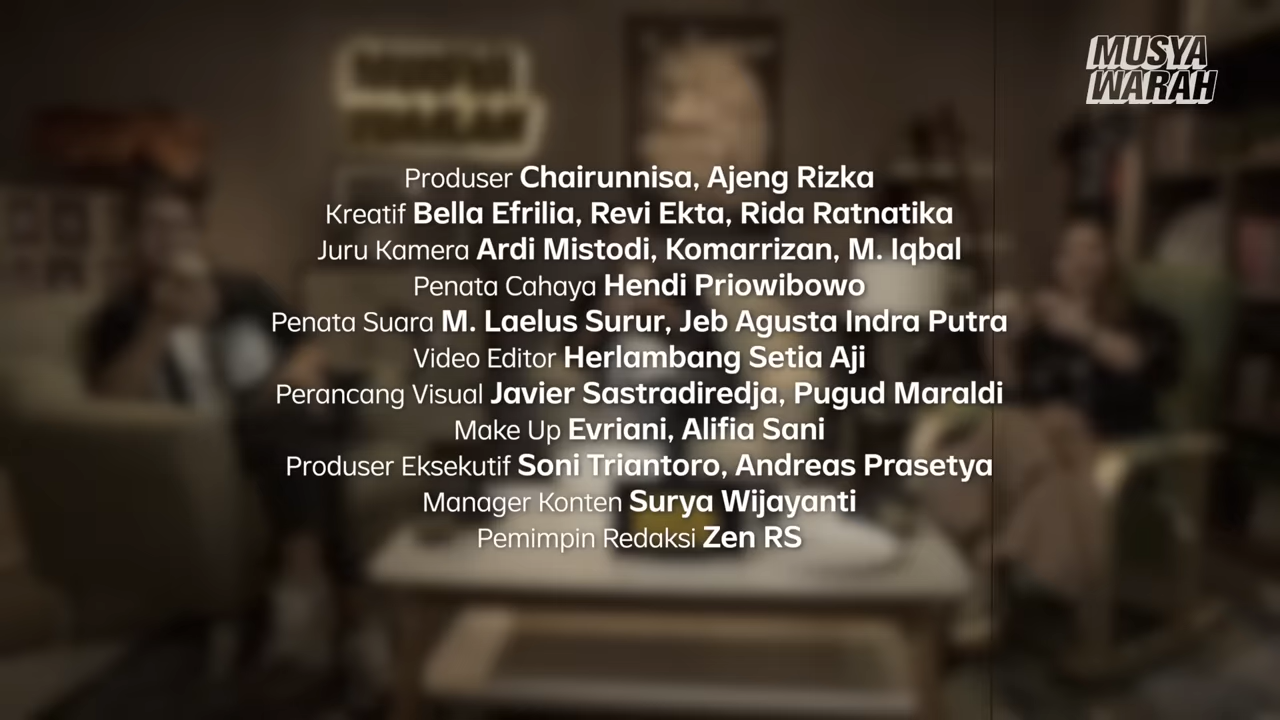 MUSYA
WARAH
Produser Chairunnisa, Ajeng Rizka
Kreatif Bella Efrilia, Revi Ekta, Rida Ratnatika
Juru Kamera Ardi Mistodi, Komarrizan, M. Iqbal
Penata Cahaya Hendi Priowibowo
Penata Suara M. Laelus Surur, Jeb Agusta Indra Putra
Video Editor Herlambang Setia Aji
Perancang Visual Javier Sastradiredja, Pugud Maraldi
Make Up Evriani, Alifia Sani
Produser Eksekutif Soni Triantoro, Andreas Prasetya
Manager Konten Surya Wijayanti
Pemimpin Redaksi Zen RS